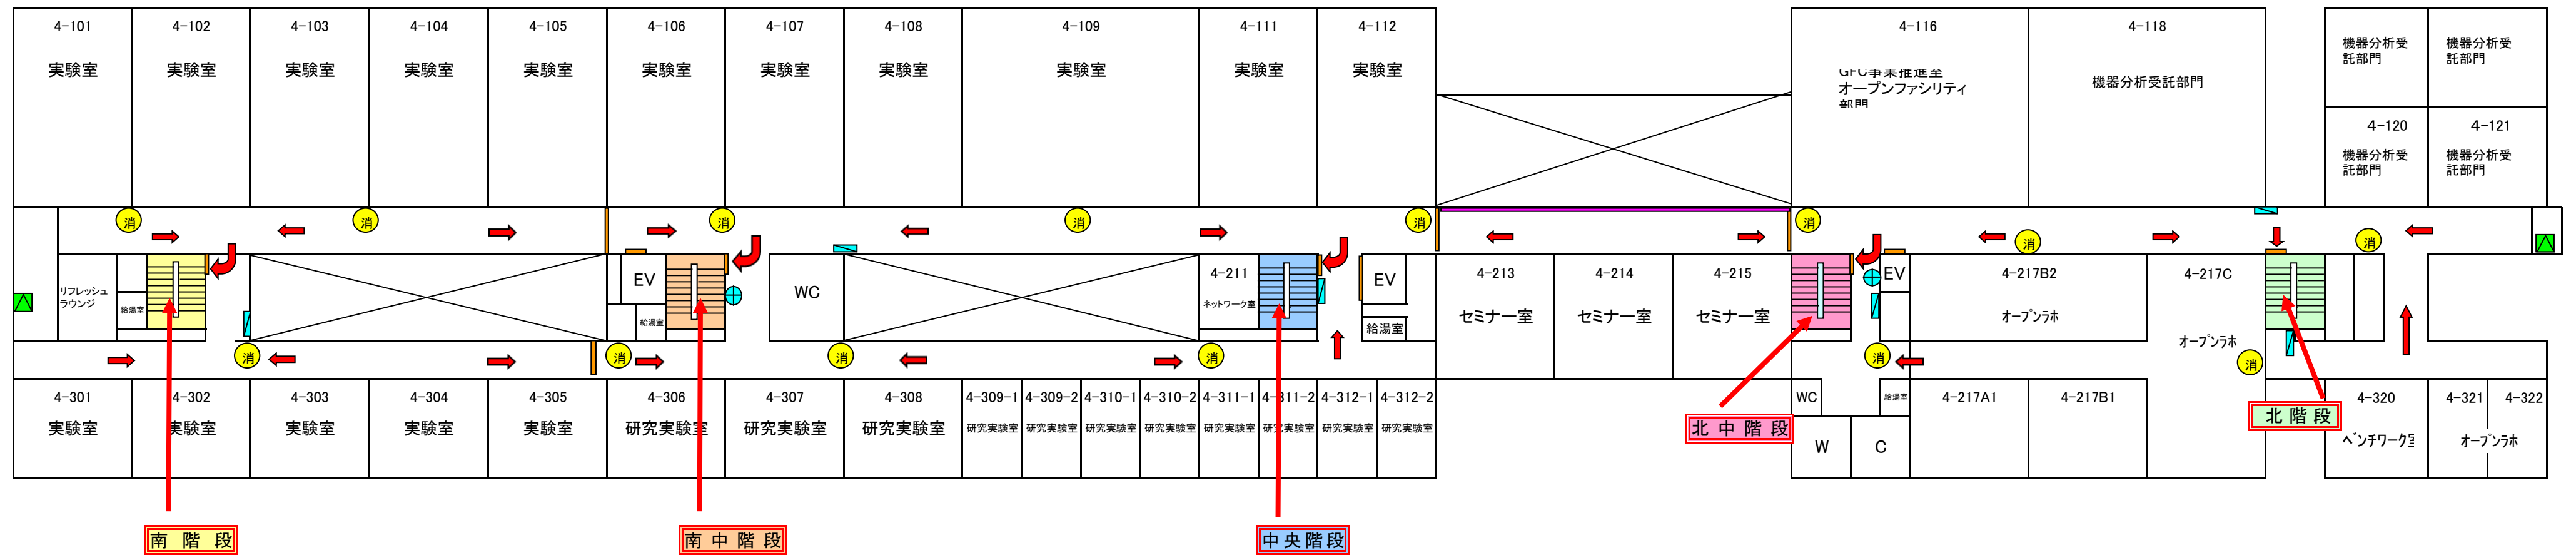 4-101
実験室
4-102
実験室
4-103
実験室
4-104
実験室
4-105
実験室
4-106
実験室
4-107
実験室
4-108
実験室
4-109
実験室
4-111
実験室
4-112
実験室
4-116
GFC事業推進室
オープンファシリティ
部門
4-118
機器分析受託部門
機器分析受
託部門
機器分析受
託部門
4-120
機器分析受
託部門
4-121
機器分析受
託部門
消
消
消
消
消
消
消
消
リフレッシュ
ラウンジ
給湯室
EV
給湯室
WC
4-211
ネットワーク室
EV
給湯室
4-213
セミナー室
4-214
セミナー室
4-215
セミナー室
EV
4-217B2
オープンラボ
4-217C
オープンラボ
消
消
消
消
消
消
4-301
実験室
4-302
実験室
4-303
実験室
4-304
実験室
4-305
実験室
4-306
研究実験室
4-307
研究実験室
4-308
研究実験室
4-309-1
研究実験室
4-309-2
研究実験室
4-310-1
研究実験室
4-310-2
研究実験室
4-311-1
研究実験室
4-311-2
研究実験室
4-312-1
研究実験室
4-312-2
研究実験室
WC
給湯室
W
C
4-217A1
4-217B1
4-320
ベンチワーク室
4-321
4-322
オープンラボ
北中階段
北階段
南階段
南中階段
中央階段